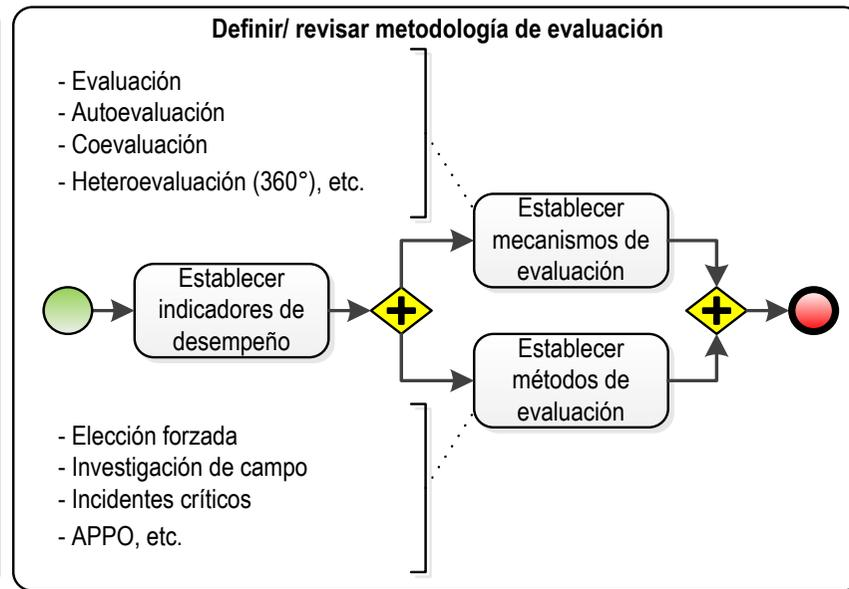 Definir/ revisar metodología de evaluación
- Evaluación
- Autoevaluación
- Coevaluación
- Heteroevaluación (360°), etc.
Establecer
mecanismos de
evaluación
Establecer
indicadores de
desempeño
Establecer
métodos de
evaluación
- Elección forzada
- Investigación de campo
- Incidentes críticos
- APPO, etc.